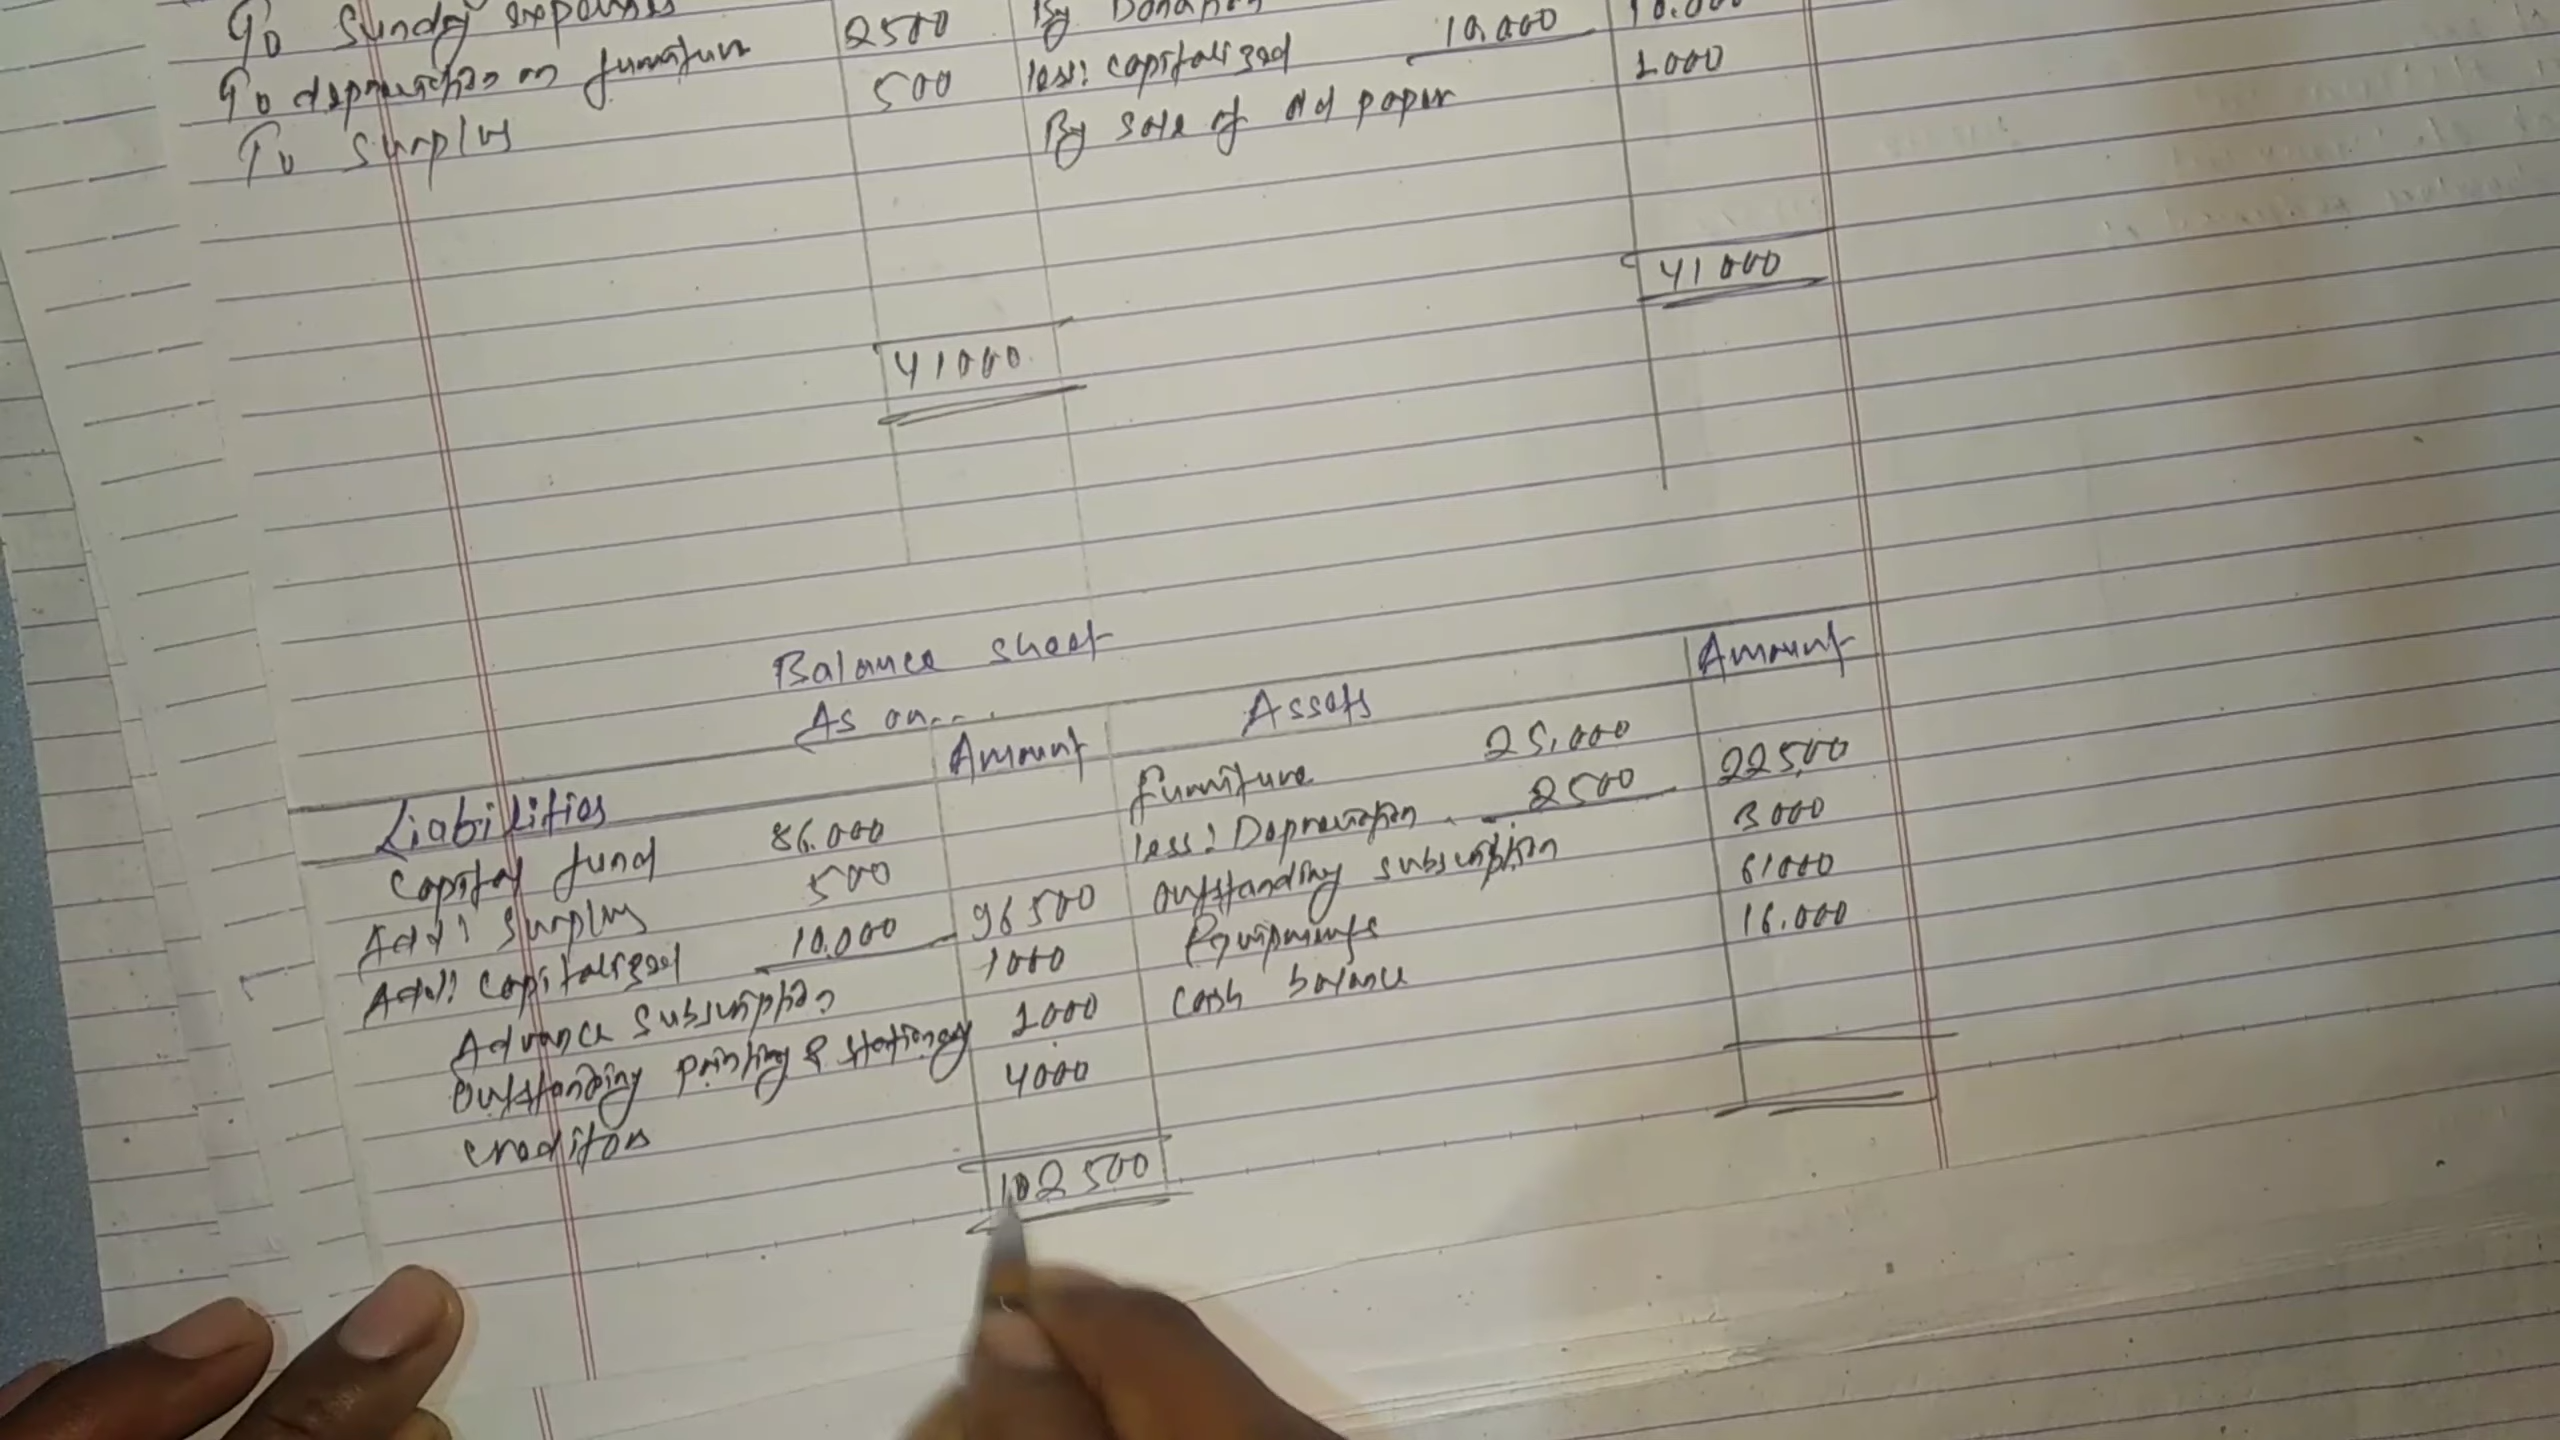 To Sundry expenses 2500 By Donation 10.000
To depreciation on furniture 500 less: capitalized 10.000
To Surplus By sale of old paper 1000
41000 41000
Balance sheet
As on....
Liabilities Amount Assets Amount
Capital fund 86.000 furniture 25,000
Add: Surplus 500 less: Depreciation 2500 22500
Add: Capitalized 10.000 96500 outstanding subscription 3000
Advance Subscription 1000 Equipments 61000
Outstanding printing & stationery 1000 Cash balance 16.000
Creditors 4000
102500